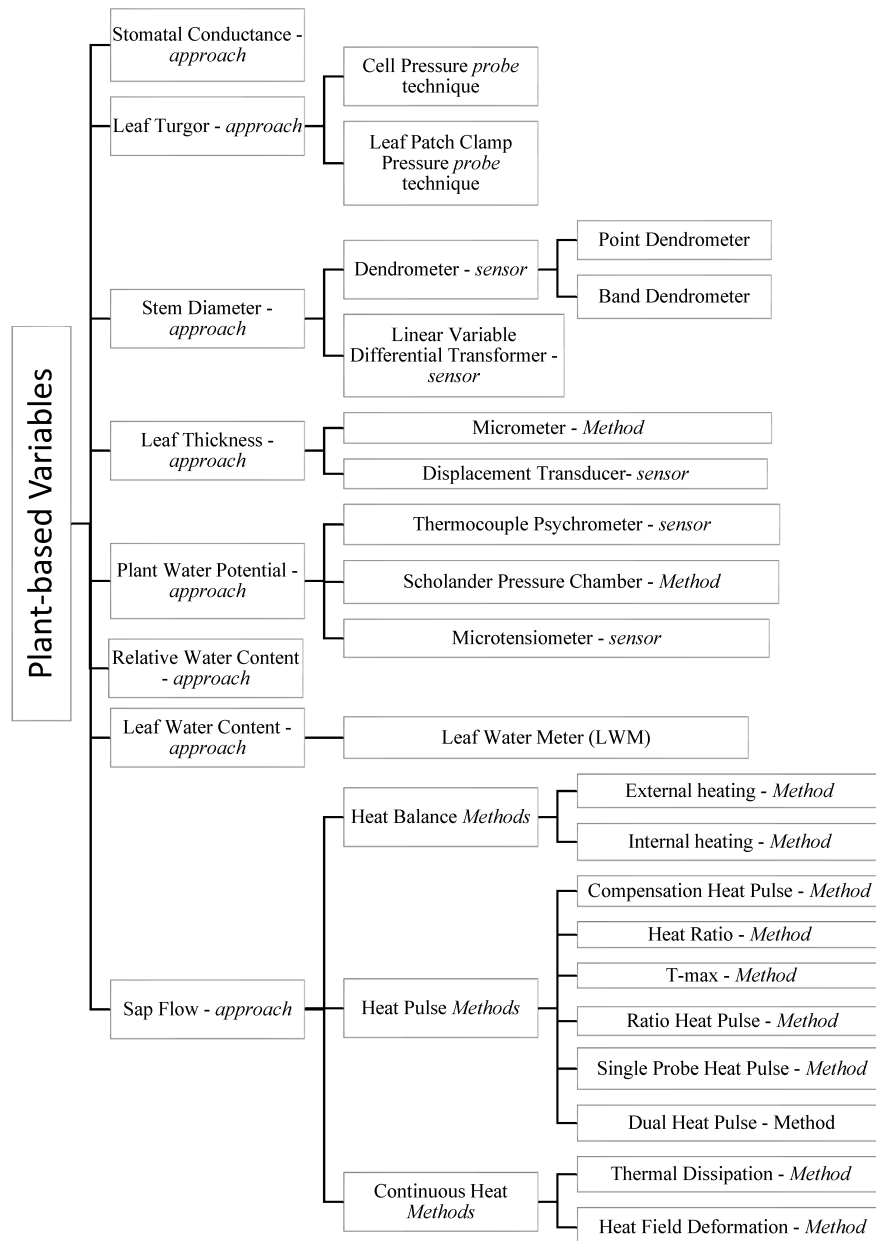 Plant-based Variables
Stomatal Conductance -
approach
Leaf Turgor - approach
Cell Pressure probe
technique
Leaf Patch Clamp
Pressure probe
technique
Stem Diameter -
approach
Dendrometer - sensor
Point Dendrometer
Band Dendrometer
Linear Variable
Differential Transformer -
sensor
Leaf Thickness -
approach
Micrometer - Method
Displacement Transducer- sensor
Plant Water Potential -
approach
Thermocouple Psychrometer - sensor
Scholander Pressure Chamber - Method
Microtensiometer - sensor
Relative Water Content
- approach
Leaf Water Content -
approach
Leaf Water Meter (LWM)
Sap Flow - approach
Heat Balance Methods
External heating - Method
Internal heating - Method
Heat Pulse Methods
Compensation Heat Pulse - Method
Heat Ratio - Method
T-max - Method
Ratio Heat Pulse - Method
Single Probe Heat Pulse - Method
Dual Heat Pulse - Method
Continuous Heat
Methods
Thermal Dissipation - Method
Heat Field Deformation - Method